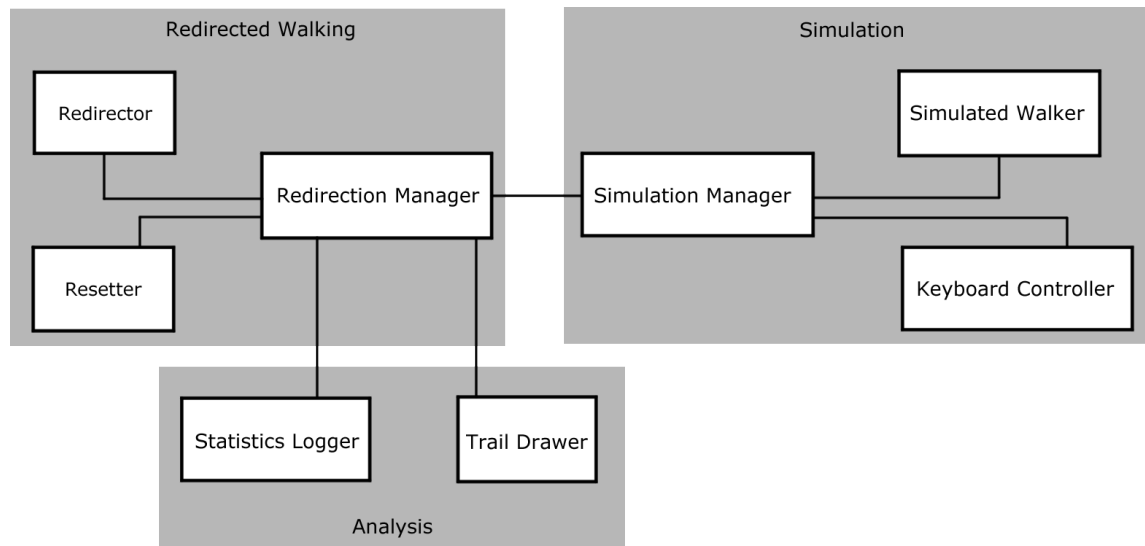 Redirected Walking
Redirector
Redirection Manager
Resetter
Simulation
Simulated Walker
Simulation Manager
Keyboard Controller
Statistics Logger
Trail Drawer
Analysis